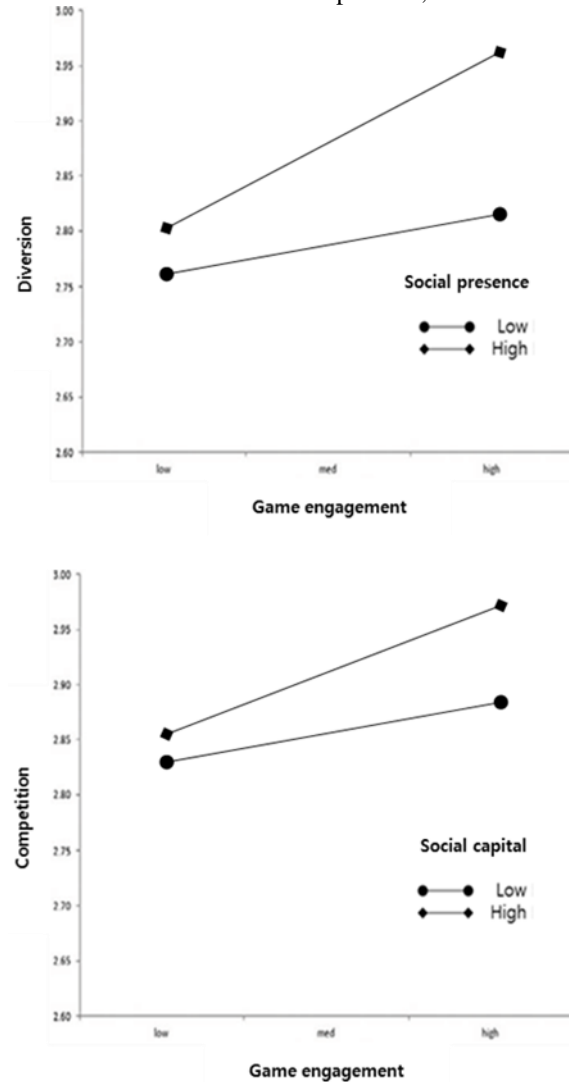 3.00
2.95
2.90
2.85
2.80
2.75
2.70
2.65
2.60
Diversion
Social presence
Low
High
low med high
Game engagement
3.00
2.95
2.90
2.85
2.80
2.75
2.70
2.65
2.60
Competition
Social capital
Low
High
low med high
Game engagement